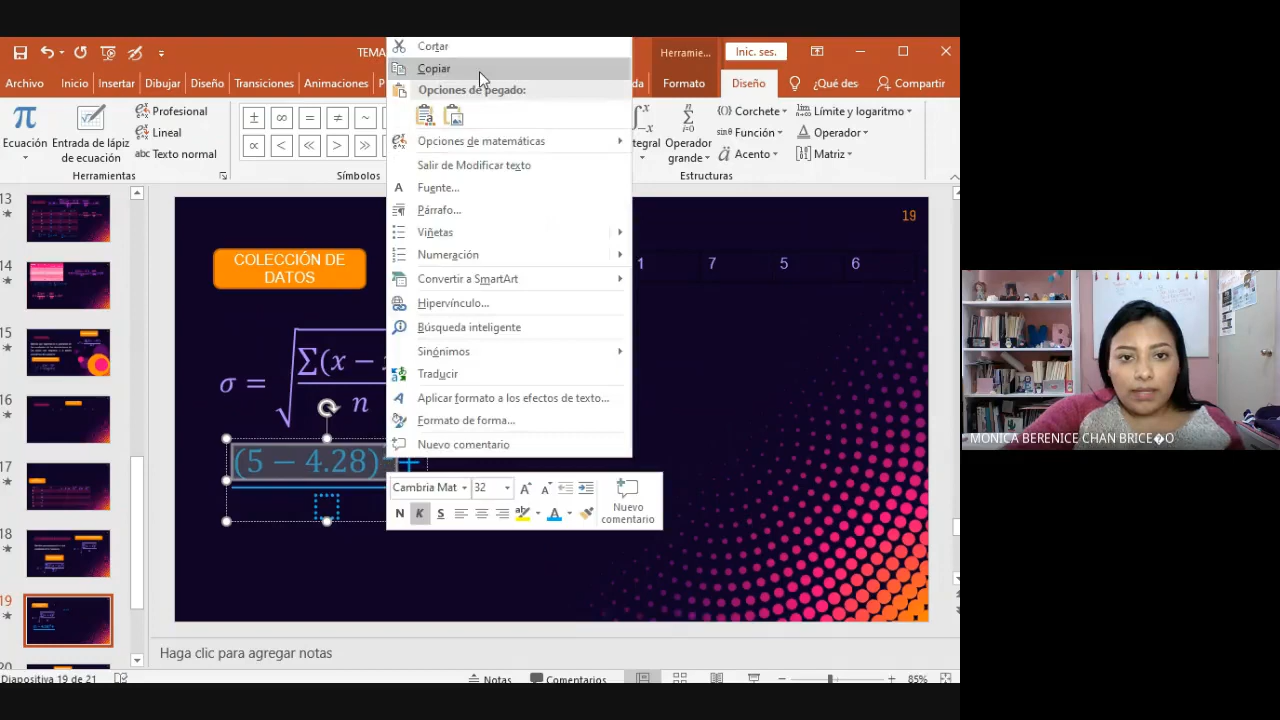 TEMA
Herramie...
Inic. ses.
Archivo
Inicio
Insertar
Dibujar
Diseño
Transiciones
Animaciones
da
Formato
Diseño
¿Qué des
Compartir
Ecuación
Entrada de lápiz
de ecuación
Profesional
Lineal
abc Texto normal
Herramientas
± ∞ = ≠ ~
∝ < ≪ > ≫
Símbolos
gral
Operador
grande
Corchete
Función
Acento
Límite y logaritmo
Operador
Matriz
Estructuras
Cortar
Copiar
Opciones de pegado:
Opciones de matemáticas
Salir de Modificar texto
Fuente...
Párrafo...
Viñetas
Numeración
Convertir a SmartArt
Hipervínculo...
Búsqueda inteligente
Sinónimos
Traducir
Aplicar formato a los efectos de texto...
Formato de forma...
Nuevo comentario
Cambria Mat
32
N K S
Nuevo
comentario
13
14
15
16
17
18
19
20
19
COLECCIÓN DE
DATOS
1 7 5 6
σ = √ Σ(x −
n
(5 − 4.28)² +
Haga clic para agregar notas
Diapositiva 19 de 21
Notas
Comentarios
85%
MONICA BERENICE CHAN BRICE�O